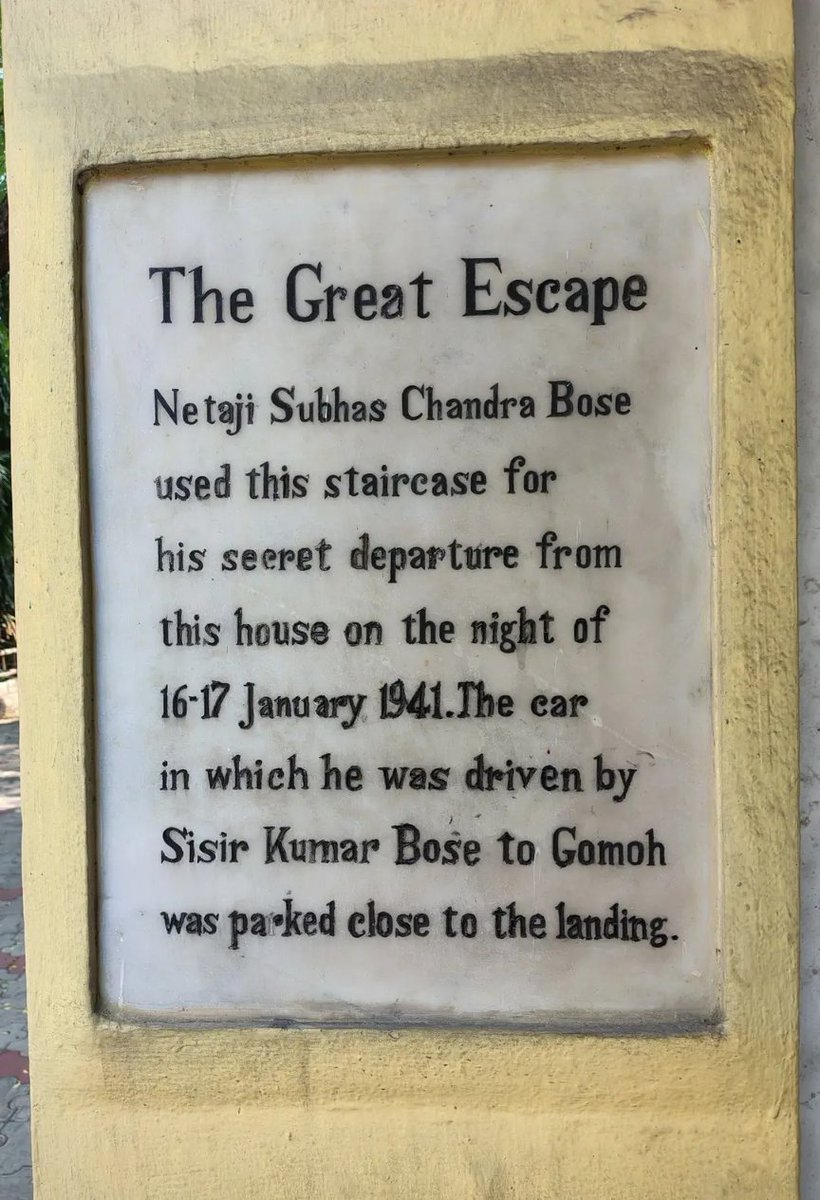 The Great Escape
Netaji Subhas Chandra Bose
used this staircase for
his secret departure from
this house on the night of
16-17 January 1941.The car
in which he was driven by
Sisir Kumar Bose to Gomoh
was parked close to the landing.